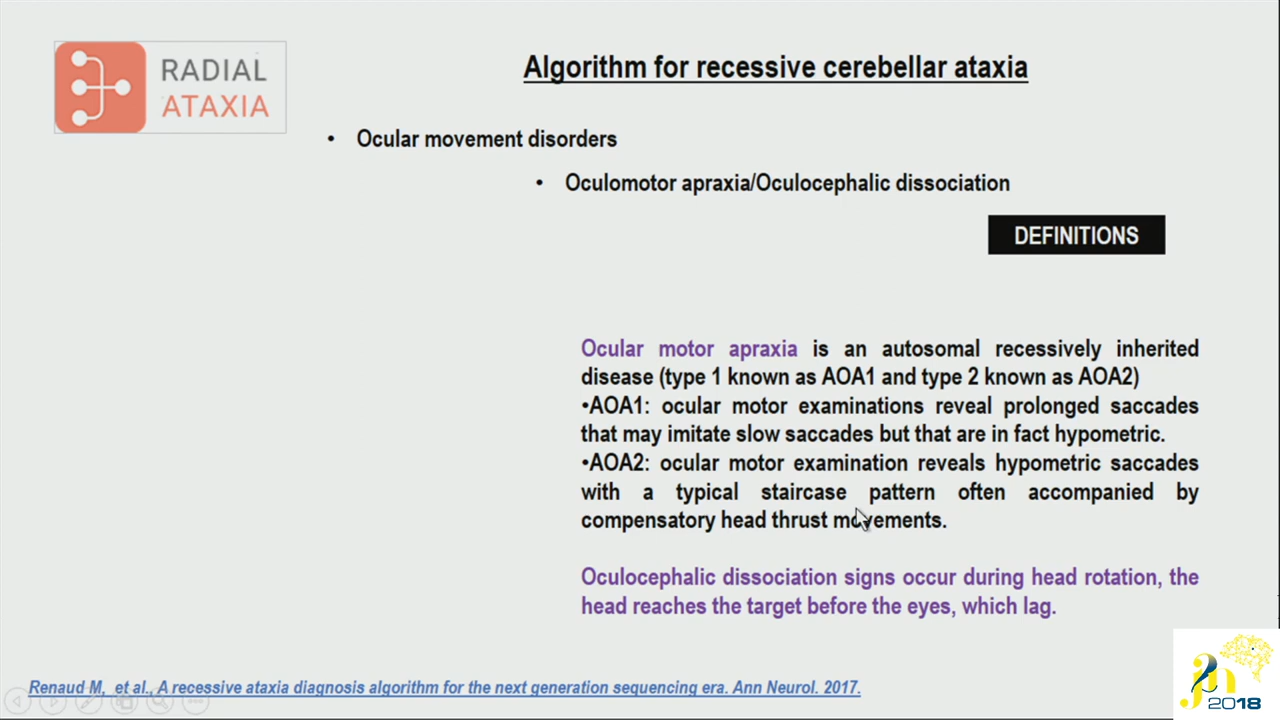 RADIAL
ATAXIA
Algorithm for recessive cerebellar ataxia
• Ocular movement disorders
• Oculomotor apraxia/Oculocephalic dissociation
DEFINITIONS
Ocular motor apraxia is an autosomal recessively inherited
disease (type 1 known as AOA1 and type 2 known as AOA2)
•AOA1: ocular motor examinations reveal prolonged saccades
that may imitate slow saccades but that are in fact hypometric.
•AOA2: ocular motor examination reveals hypometric saccades
with a typical staircase pattern often accompanied by
compensatory head thrust movements.
Oculocephalic dissociation signs occur during head rotation, the
head reaches the target before the eyes, which lag.
Renaud M, et al., A recessive ataxia diagnosis algorithm for the next generation sequencing era. Ann Neurol. 2017.
2018